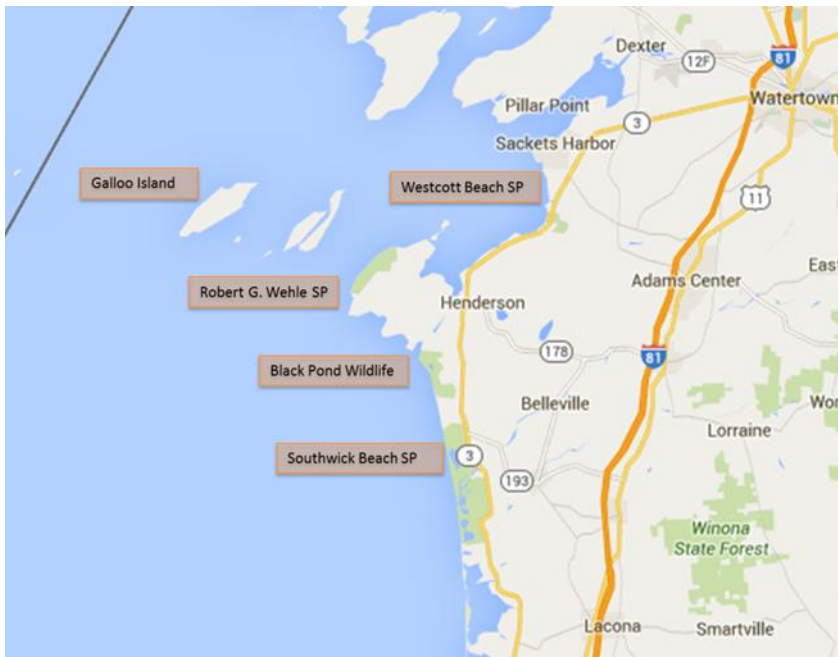 Dexter
12F
81
Watertown
Pillar Point
3
Sackets Harbor
Galloo Island
Westcott Beach SP
11
East
Adams Center
Robert G. Wehle SP
Henderson
178
81
Black Pond Wildlife
Belleville
Wor
Lorraine
Southwick Beach SP
3
193
Winona
State Forest
Lacona
Smartville